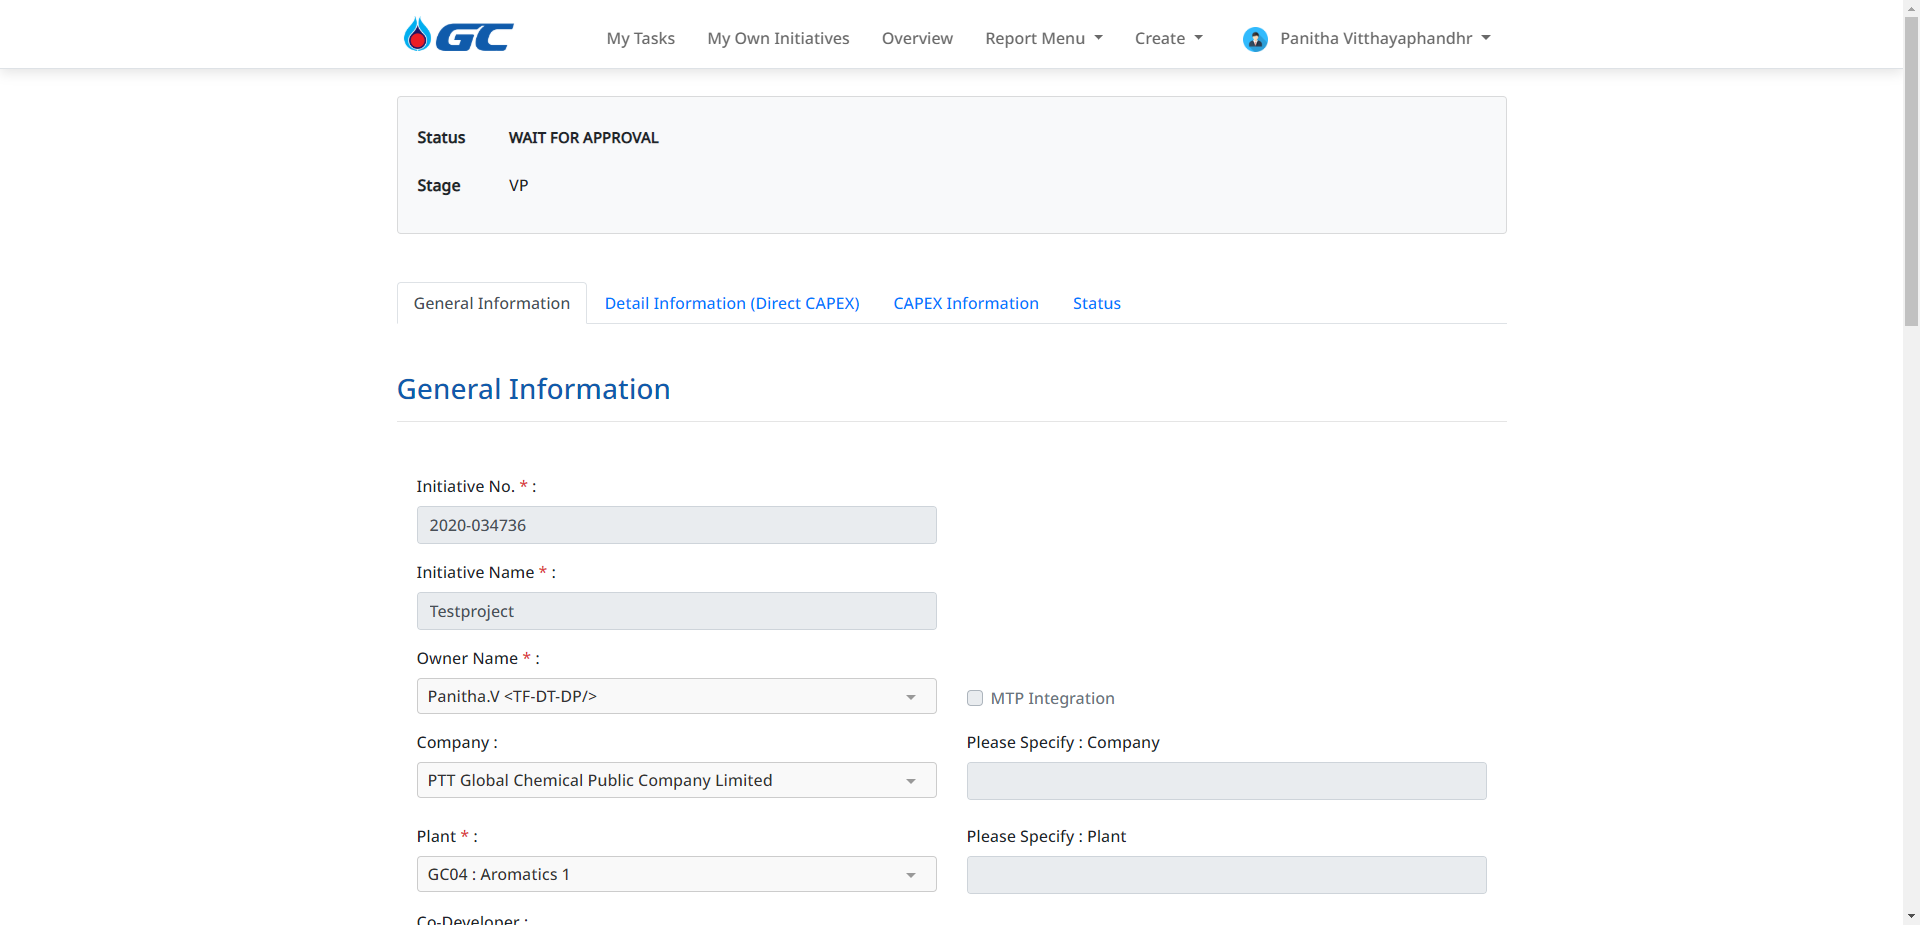 GC
My Tasks
My Own Initiatives
Overview
Report Menu
Create
Panitha Vitthayaphandhr
Status WAIT FOR APPROVAL
Stage VP
General Information
Detail Information (Direct CAPEX)
CAPEX Information
Status
General Information
Initiative No. * :
2020-034736
Initiative Name * :
Testproject
Owner Name * :
Panitha.V <TF-DT-DP/>
MTP Integration
Company :
Please Specify : Company
PTT Global Chemical Public Company Limited
Plant * :
Please Specify : Plant
GC04 : Aromatics 1
Co-Developer :